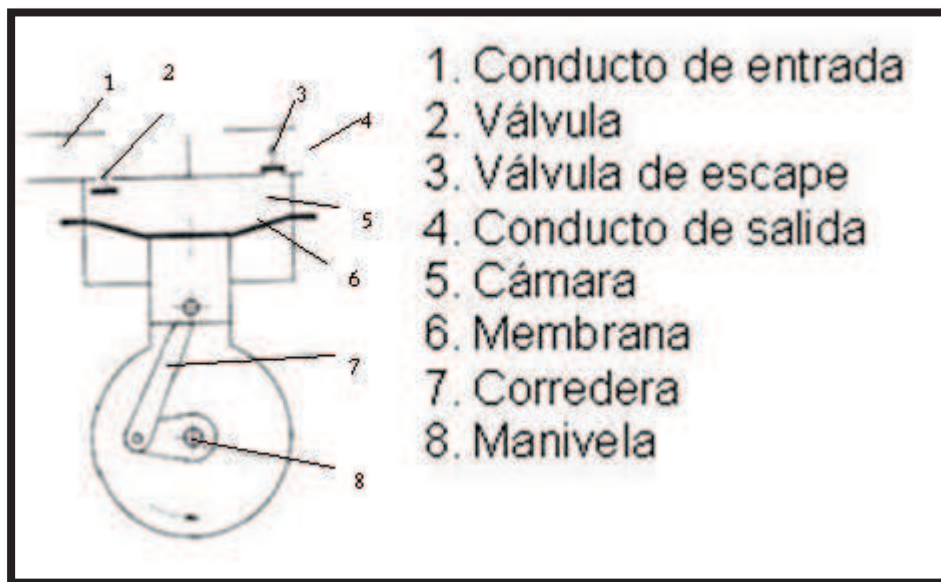 1
2
3
4
5
6
7
8
1. Conducto de entrada
2. Válvula
3. Válvula de escape
4. Conducto de salida
5. Cámara
6. Membrana
7. Corredera
8. Manivela